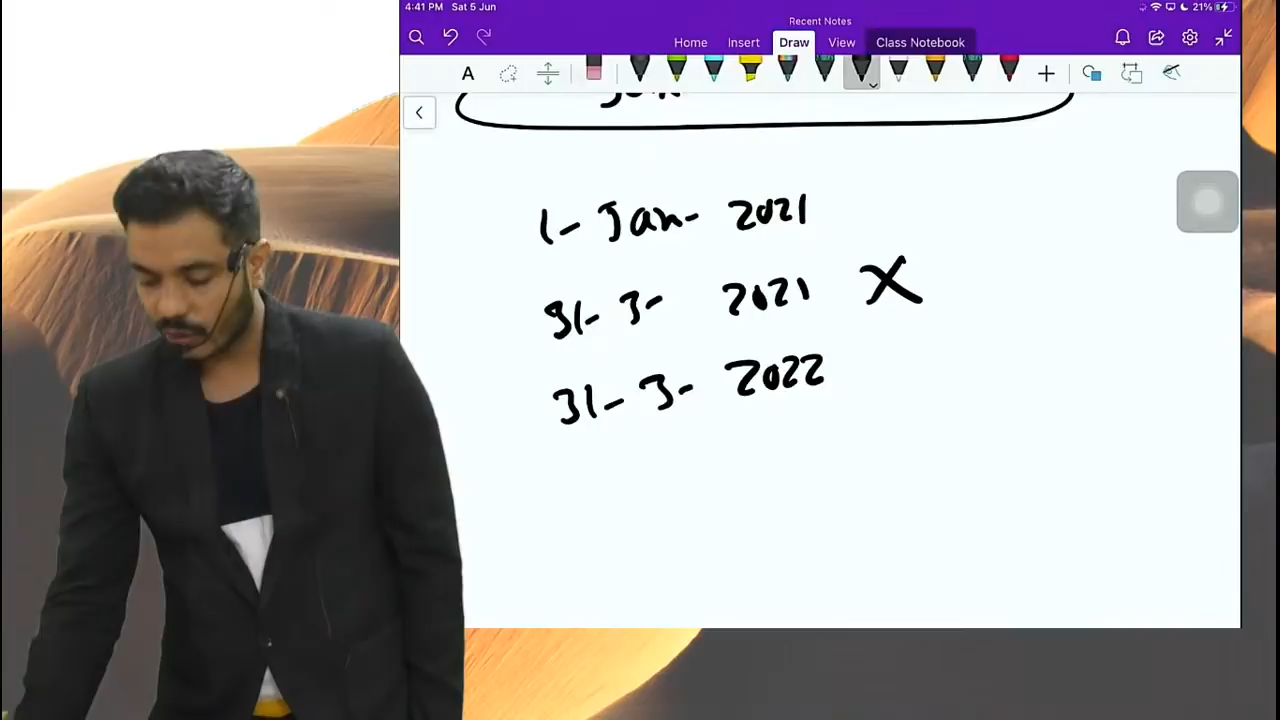 4:41 PM Sat 5 Jun
21%
Recent Notes
Home Insert Draw View Class Notebook
A
1- Jan- 2021
31- 3- 2021 X
31- 3- 2022